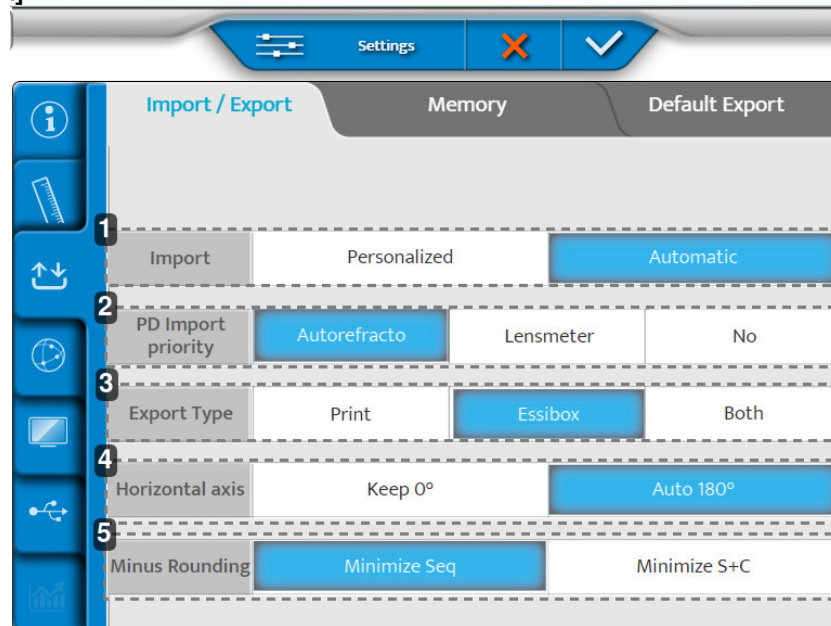 Settings
Import / Export Memory Default Export
1
Import Personalized Automatic
2
PD Import
priority Autorefracto Lensmeter No
3
Export Type Print Essibox Both
4
Horizontal axis Keep 0° Auto 180°
5
Minus Rounding Minimize Seq Minimize S+C